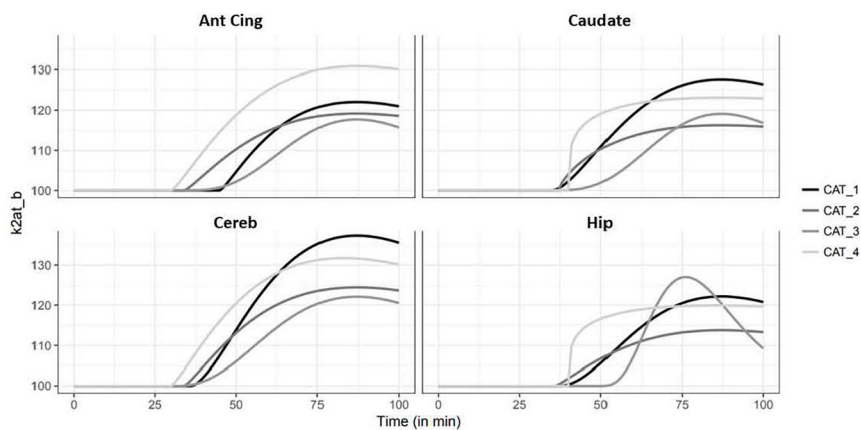 Ant Cing
Caudate
130
120
110
100
k2at_b
CAT_1
CAT_2
CAT_3
CAT_4
Cereb
Hip
130
120
110
100
0 25 50 75 100 0 25 50 75 100
Time (in min)